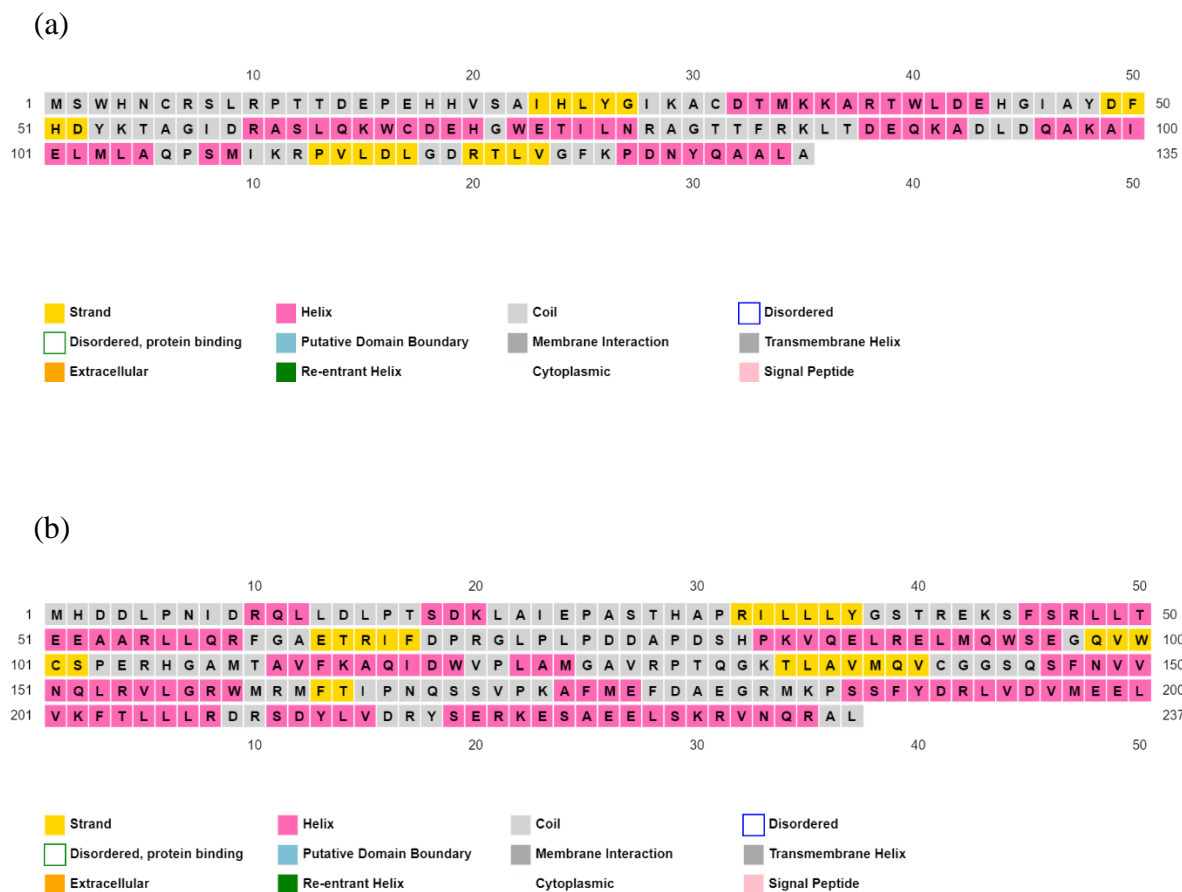 (a)
10 20 30 40 50
1 M S W H N C R S L R P T T D E P E H H V S A I H L Y G I K A C D T M K K A R T W L D E H G I A Y D F 50
51 H D Y K T A G I D R A S L Q K W C D E H G W E T I L N R A G T T F R K L T D E Q K A D L D Q A K A I 100
101 E L M L A Q P S M I K R P V L D L G D R T L V G F K P D N Y Q A A L A 135
10 20 30 40 50
Strand Helix Coil Disordered
Disordered, protein binding Putative Domain Boundary Membrane Interaction Transmembrane Helix
Extracellular Re-entrant Helix Cytoplasmic Signal Peptide
(b)
10 20 30 40 50
1 M H D D L P N I D R Q L L D L P T S D K L A I E P A S T H A P R I L L L Y G S T R E K S F S R L L T 50
51 E E A A R L L Q R F G A E T R I F D P R G L P L P D D A P D S H P K V Q E L R E L M Q W S E G Q V W 100
101 C S P E R H G A M T A V F K A Q I D W V P L A M G A V R P T Q G K T L A V M Q V C G G S Q S F N V V 150
151 N Q L R V L G R W M R M F T I P N Q S S V P K A F M E F D A E G R M K P S S F Y D R L V D V M E E L 200
201 V K F T L L L R D R S D Y L V D R Y S E R K E S A E E L S K R V N Q R A L 237
10 20 30 40 50
Strand Helix Coil Disordered
Disordered, protein binding Putative Domain Boundary Membrane Interaction Transmembrane Helix
Extracellular Re-entrant Helix Cytoplasmic Signal Peptide